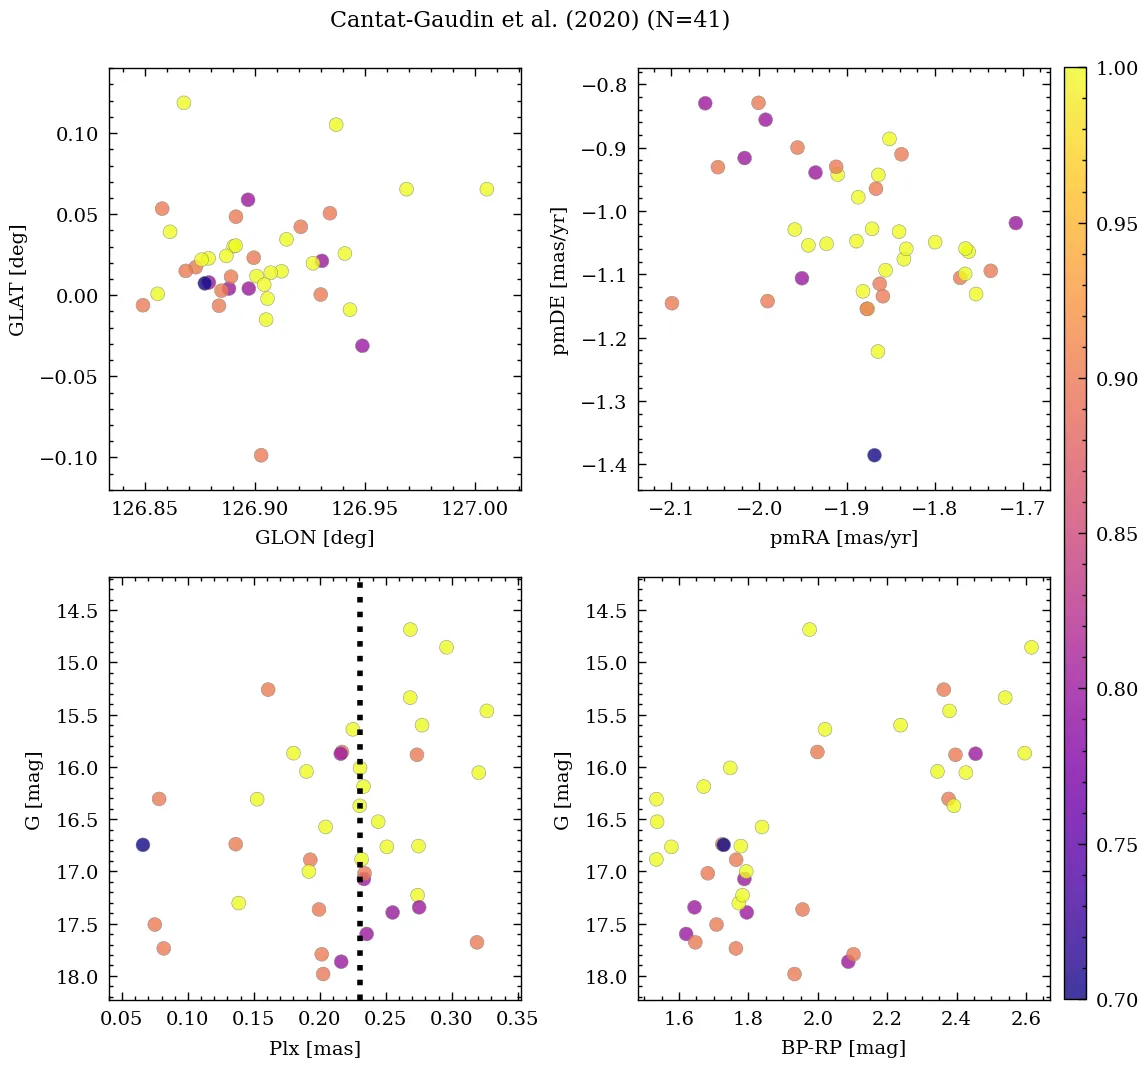 Cantat-Gaudin et al. (2020) (N=41)
0.10
0.05
0.00
−0.05
−0.10
GLAT [deg]
126.85 126.90 126.95 127.00
GLON [deg]
−0.8
−0.9
−1.0
−1.1
−1.2
−1.3
−1.4
pmDE [mas/yr]
−2.1 −2.0 −1.9 −1.8 −1.7
pmRA [mas/yr]
14.5
15.0
15.5
16.0
16.5
17.0
17.5
18.0
G [mag]
0.05 0.10 0.15 0.20 0.25 0.30 0.35
Plx [mas]
14.5
15.0
15.5
16.0
16.5
17.0
17.5
18.0
G [mag]
1.6 1.8 2.0 2.2 2.4 2.6
BP-RP [mag]
1.00
0.95
0.90
0.85
0.80
0.75
0.70